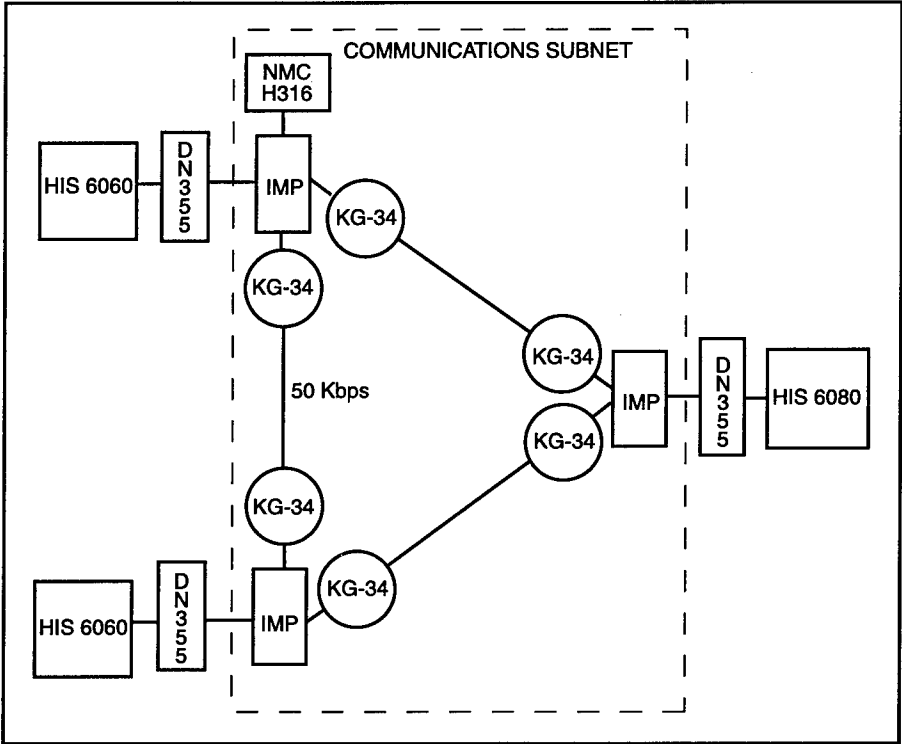 COMMUNICATIONS SUBNET
NMC
H316
HIS 6060
D
N
3
5
5
IMP
KG-34
KG-34
50 Kbps
KG-34
IMP
D
N
3
5
5
HIS 6080
KG-34
KG-34
HIS 6060
D
N
3
5
5
IMP
KG-34